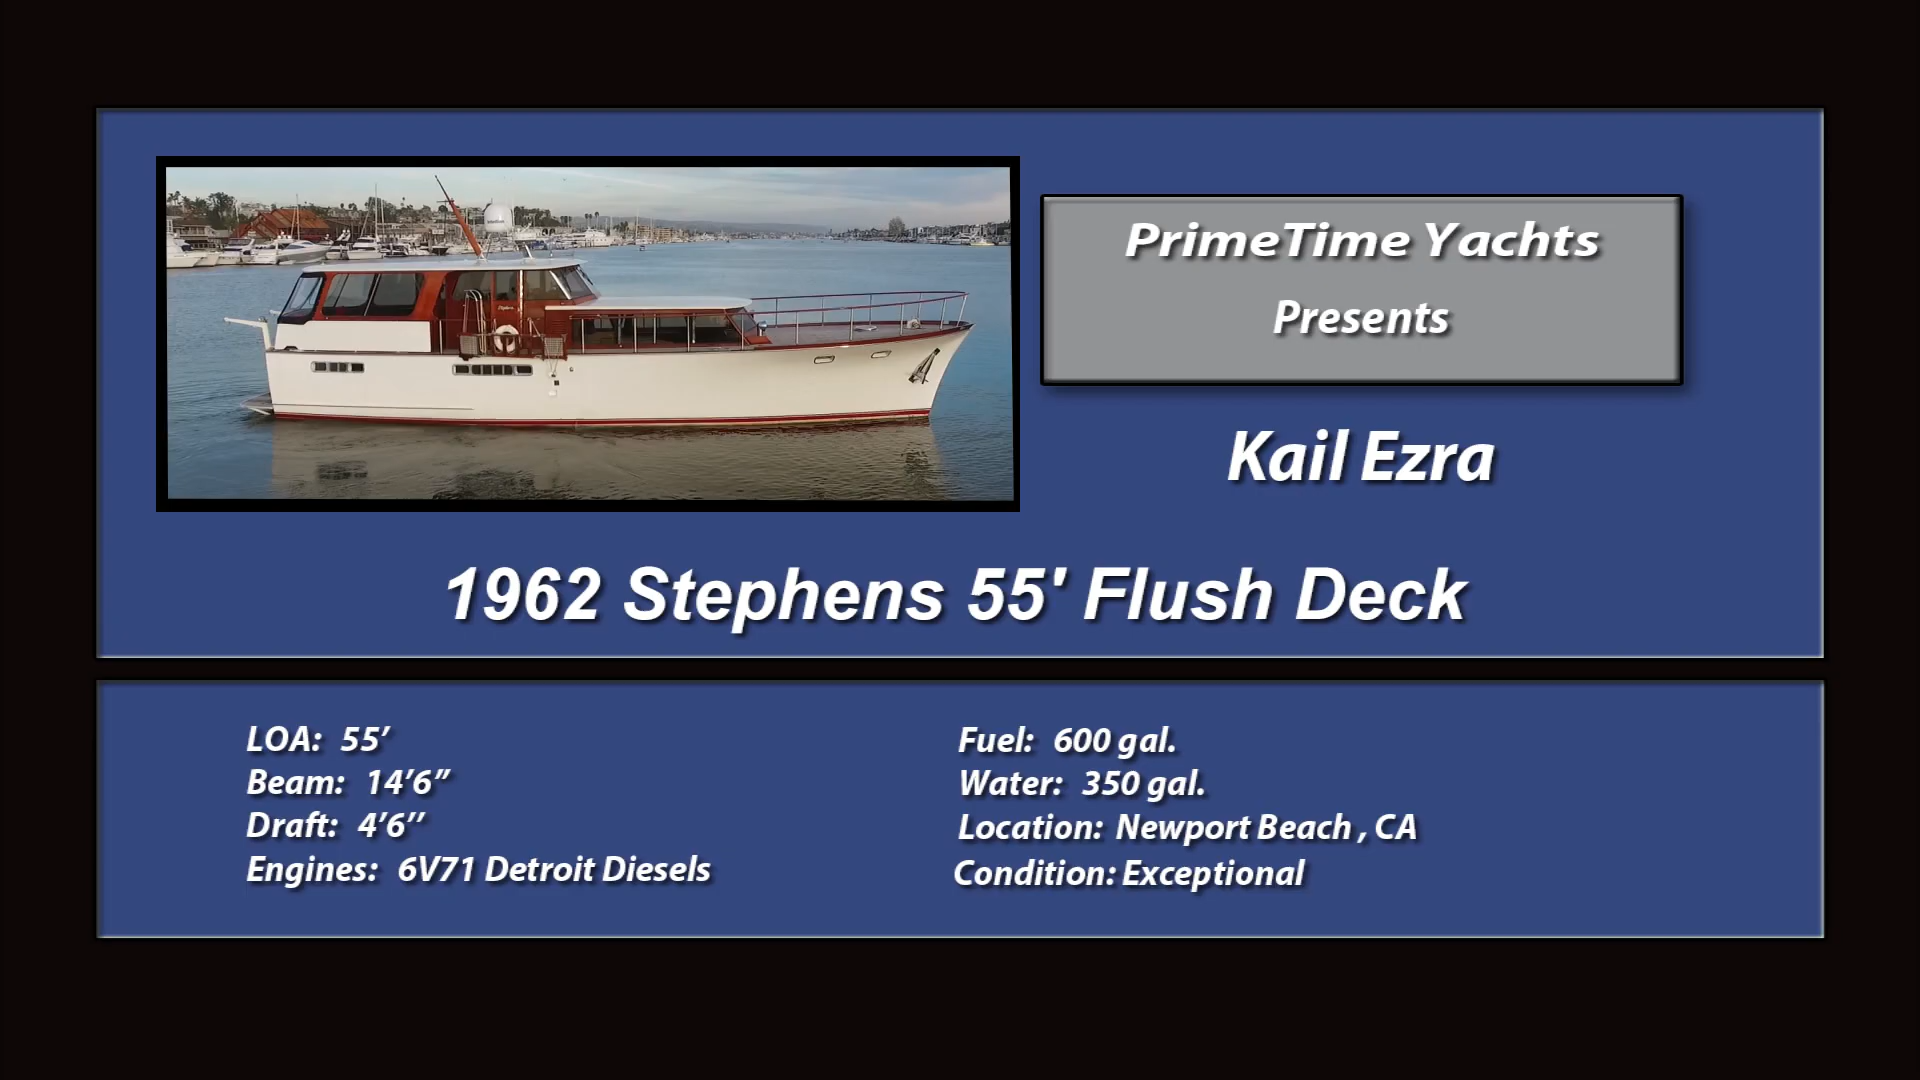 PrimeTime Yachts
Presents
Kail Ezra
1962 Stephens 55' Flush Deck
LOA: 55’
Beam: 14’6”
Draft: 4’6’’
Engines: 6V71 Detroit Diesels
Fuel: 600 gal.
Water: 350 gal.
Location: Newport Beach , CA
Condition: Exceptional